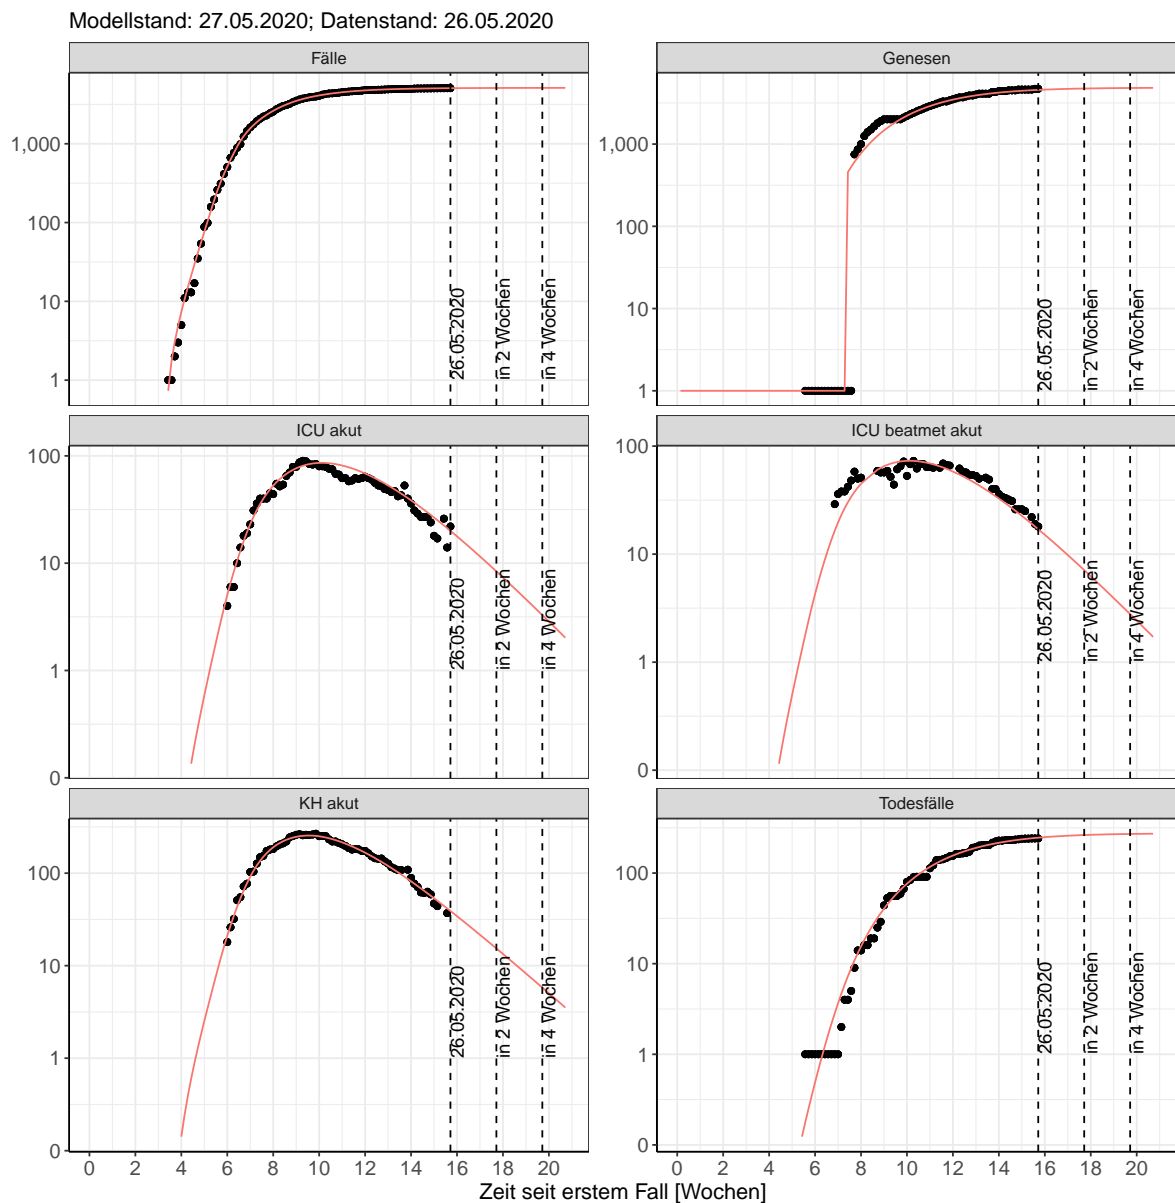 Modellstand: 27.05.2020; Datenstand: 26.05.2020
Fälle
Genesen
1,000
100
10
1
26.05.2020
in 2 Wochen
in 4 Wochen
1,000
100
10
1
26.05.2020
in 2 Wochen
in 4 Wochen
ICU akut
ICU beatmet akut
100
10
1
0
26.05.2020
in 2 Wochen
in 4 Wochen
100
10
1
0
26.05.2020
in 2 Wochen
in 4 Wochen
KH akut
Todesfälle
100
10
1
0
26.05.2020
in 2 Wochen
in 4 Wochen
100
10
1
0
26.05.2020
in 2 Wochen
in 4 Wochen
0 2 4 6 8 10 12 14 16 18 20
0 2 4 6 8 10 12 14 16 18 20
Zeit seit erstem Fall [Wochen]